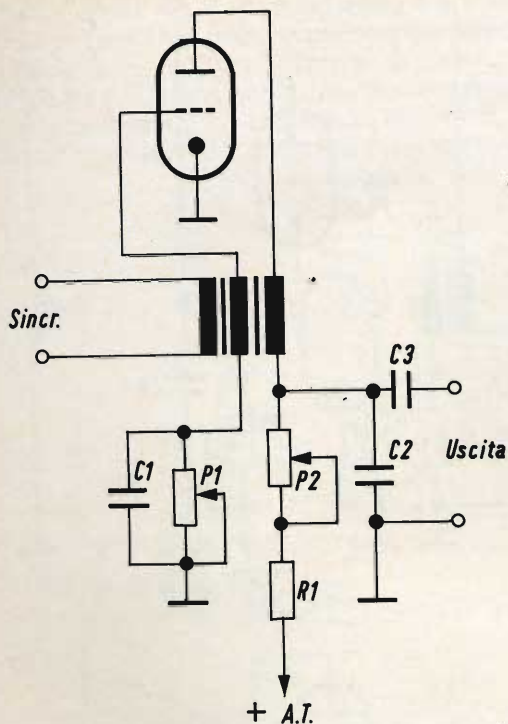 Sincr.
C3
C1
P1
P2
C2
Uscita
R1
+ A.T.